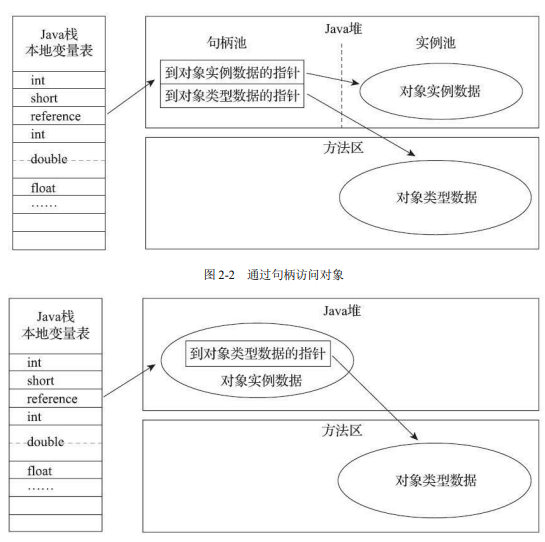 Java栈
本地变量表
int
short
reference
int
double
float
……
Java堆
句柄池
实例池
到对象实例数据的指针
到对象类型数据的指针
对象实例数据
方法区
对象类型数据
图 2-2 通过句柄访问对象
Java栈
本地变量表
int
short
reference
int
double
float
……
Java堆
到对象类型数据的指针
对象实例数据
方法区
对象类型数据